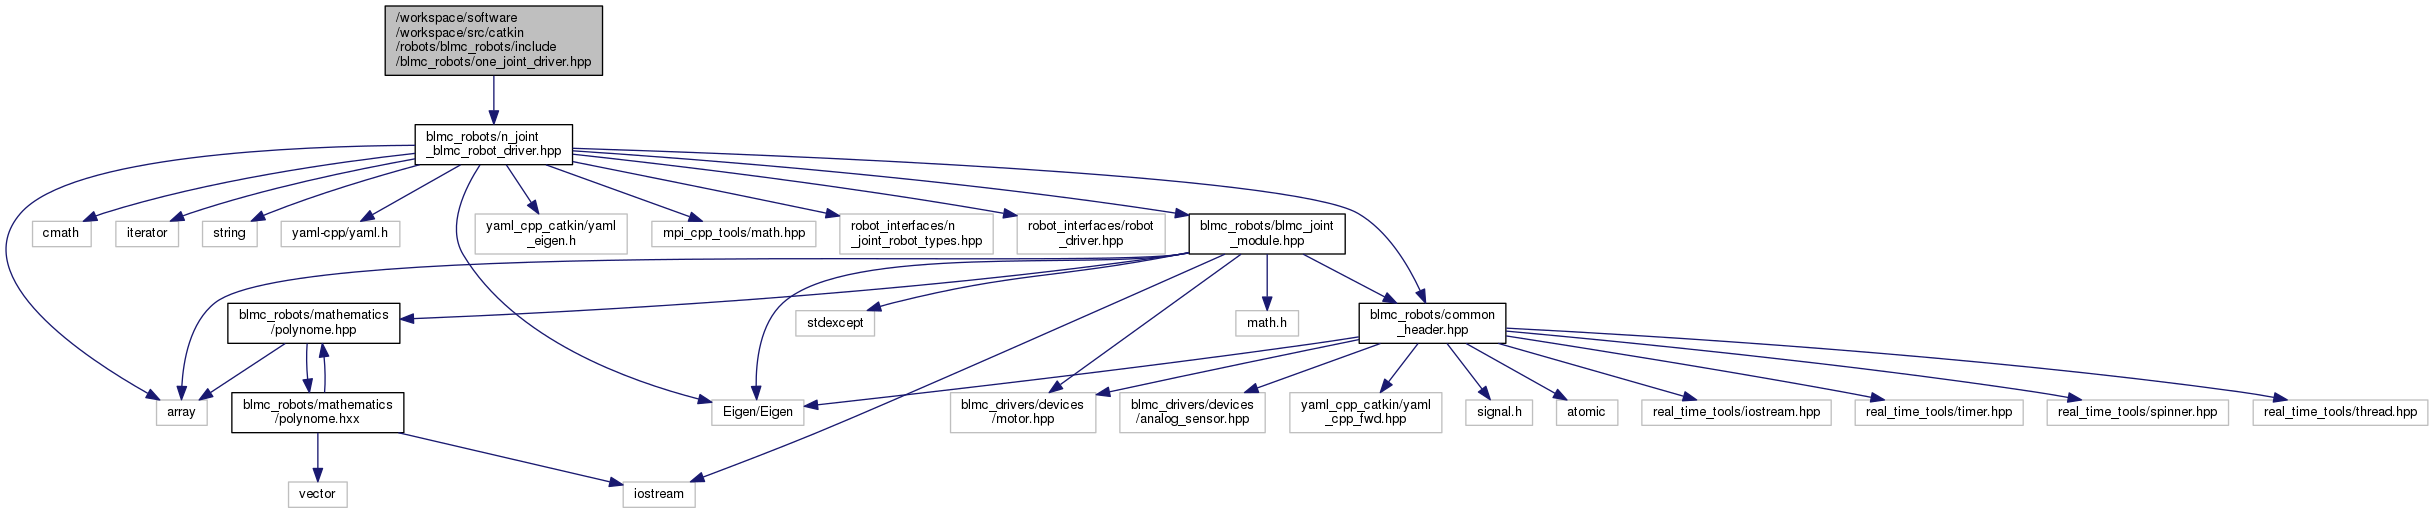 /workspace/software
/workspace/src/catkin
/robots/blmc_robots/include
/blmc_robots/one_joint_driver.hpp
blmc_robots/n_joint
_blmc_robot_driver.hpp
cmath
iterator
string
yaml-cpp/yaml.h
yaml_cpp_catkin/yaml
_eigen.h
mpi_cpp_tools/math.hpp
robot_interfaces/n
_joint_robot_types.hpp
robot_interfaces/robot
_driver.hpp
blmc_robots/blmc_joint
_module.hpp
blmc_robots/mathematics
/polynome.hpp
stdexcept
math.h
blmc_robots/common
_header.hpp
array
blmc_robots/mathematics
/polynome.hxx
Eigen/Eigen
blmc_drivers/devices
/motor.hpp
blmc_drivers/devices
/analog_sensor.hpp
yaml_cpp_catkin/yaml
_cpp_fwd.hpp
signal.h
atomic
real_time_tools/iostream.hpp
real_time_tools/timer.hpp
real_time_tools/spinner.hpp
real_time_tools/thread.hpp
vector
iostream